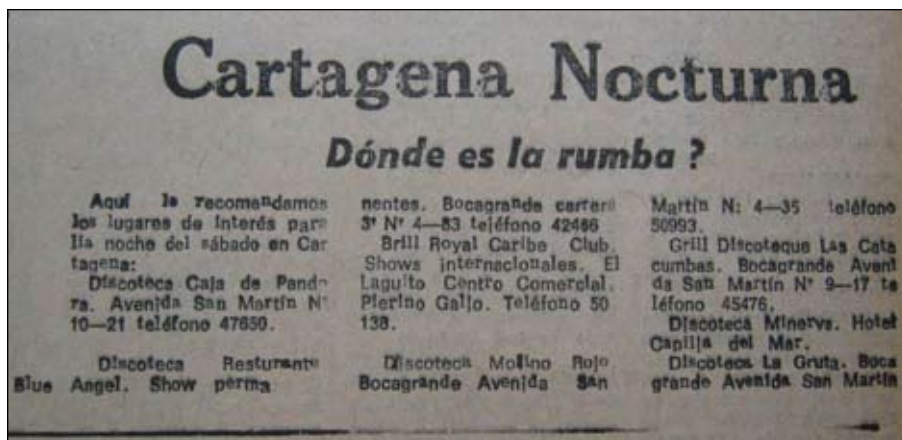 Cartagena Nocturna
Dónde es la rumba ?
Aquí le recomendamos
los lugares de interés para
lla noche del sábado en Car
tagena:
Discoteca Caja de Pando
ra. Avenida San Martín Nº
10—21 teléfono 47650.
Discoteca Resturante
Blue Angel. Show perma
nentes. Bocagrande carrera
3ª Nº 4—83 teléfono 42466
Brill Royal Caribe Club.
Shows internacionales. El
Laguito Centro Comercial.
Pierino Gallo. Teléfono 50
138.
Discoteca Molino Rojo
Bocagrande Avenida San
Martín N: 4—35 teléfono
50993.
Grill Discoteque Las Cata
cumbas. Bocagrande Aveni
da San Martín Nº 9—17 te
léfono 45476.
Discoteca Minerva. Hotel
Capilla del Mar.
Discoteca La Gruta. Boca
grande Avenida San Martín